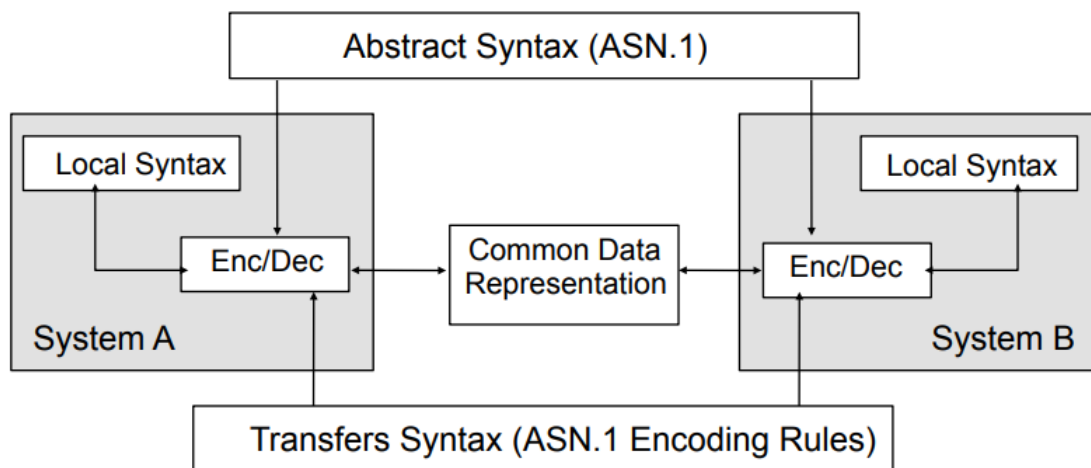 Abstract Syntax (ASN.1)
Local Syntax
Local Syntax
Enc/Dec
Common Data
Representation
Enc/Dec
System A
System B
Transfers Syntax (ASN.1 Encoding Rules)